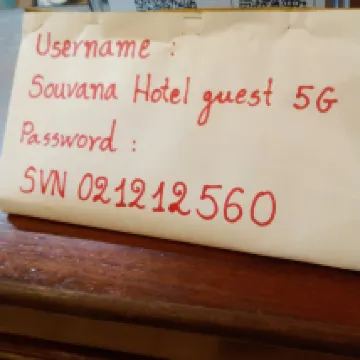 Username :
Souvana Hotel guest 5G
Password :
SVN 021212560